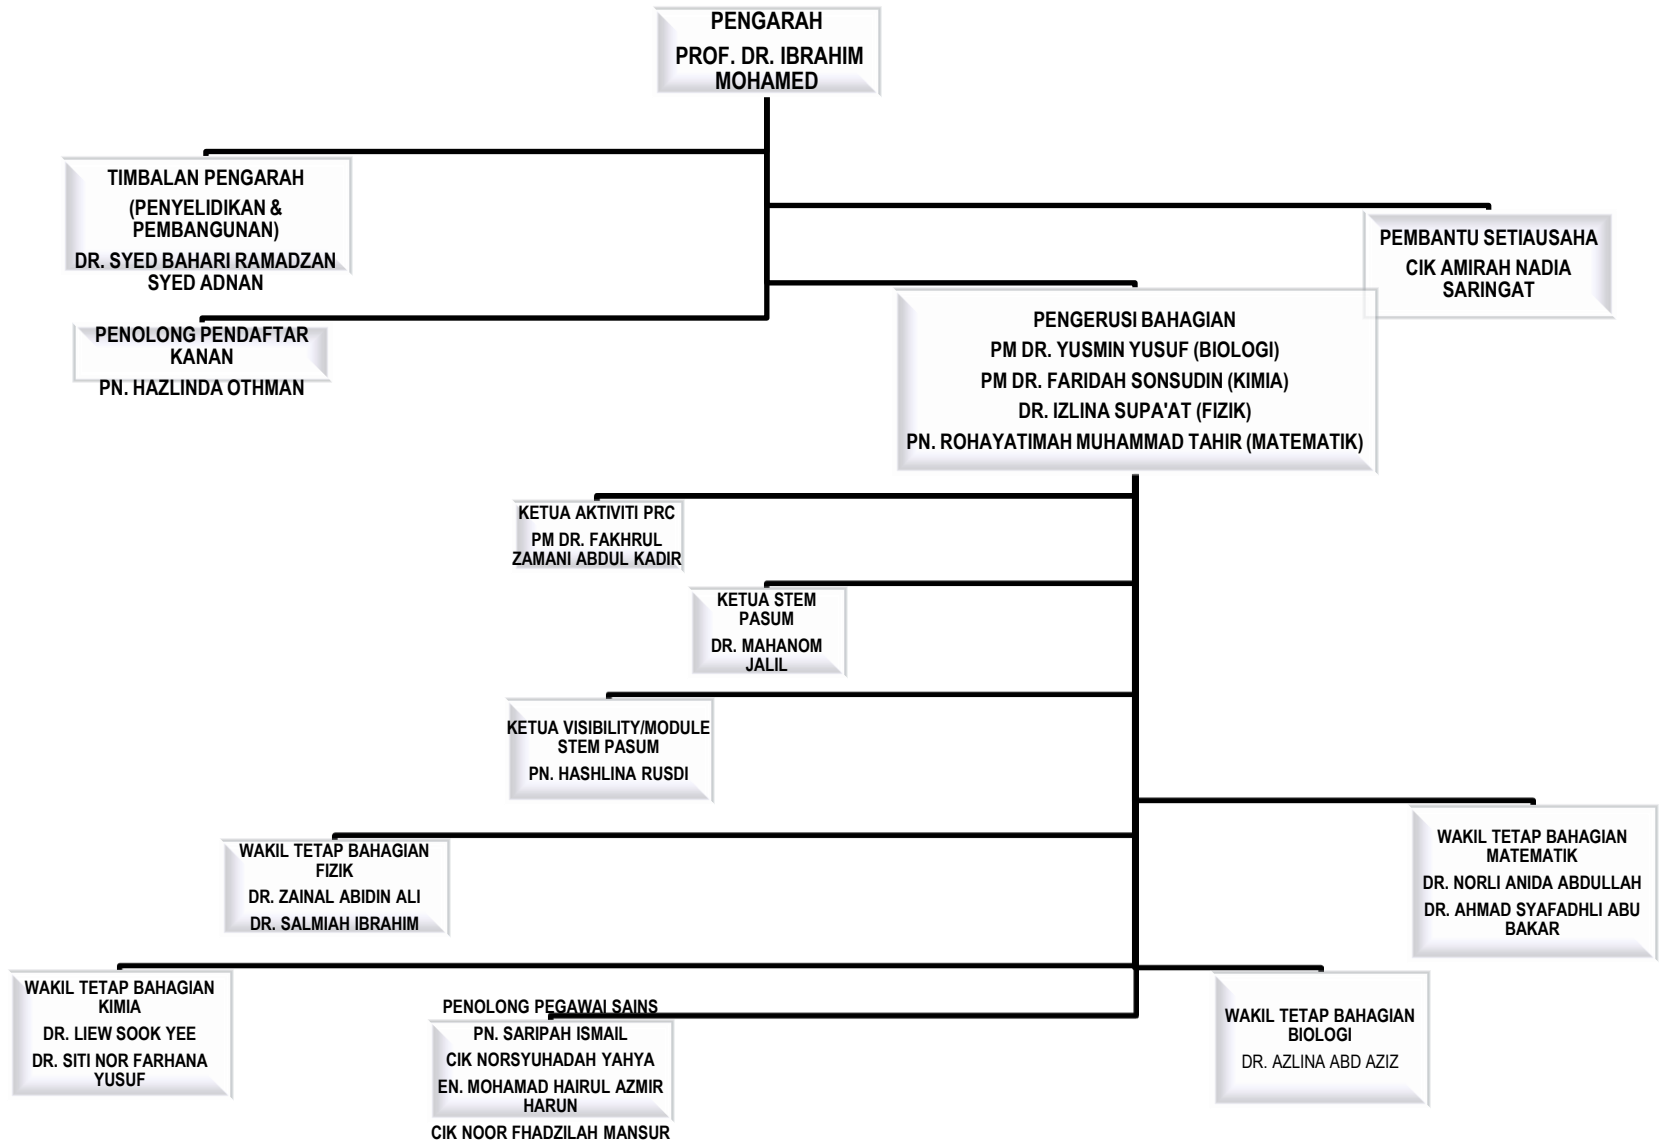 PENGARAH
PROF. DR. IBRAHIM
MOHAMED
TIMBALAN PENGARAH
(PENYELIDIKAN &
PEMBANGUNAN)
DR. SYED BAHARI RAMADZAN
SYED ADNAN
PEMBANTU SETIAUSAHA
CIK AMIRAH NADIA
SARINGAT
PENOLONG PENDAFTAR
KANAN
PN. HAZLINDA OTHMAN
PENGERUSI BAHAGIAN
PM DR. YUSMIN YUSUF (BIOLOGI)
PM DR. FARIDAH SONSUDIN (KIMIA)
DR. IZLINA SUPA'AT (FIZIK)
PN. ROHAYATIMAH MUHAMMAD TAHIR (MATEMATIK)
KETUA AKTIVITI PRC
PM DR. FAKHRUL
ZAMANI ABDUL KADIR
KETUA STEM
PASUM
DR. MAHANOM
JALIL
KETUA VISIBILITY/MODULE
STEM PASUM
PN. HASHLINA RUSDI
WAKIL TETAP BAHAGIAN
FIZIK
DR. ZAINAL ABIDIN ALI
DR. SALMIAH IBRAHIM
WAKIL TETAP BAHAGIAN
MATEMATIK
DR. NORLI ANIDA ABDULLAH
DR. AHMAD SYAFADHLI ABU
BAKAR
WAKIL TETAP BAHAGIAN
KIMIA
DR. LIEW SOOK YEE
DR. SITI NOR FARHANA
YUSUF
PENOLONG PEGAWAI SAINS
PN. SARIPAH ISMAIL
CIK NORSYUHADAH YAHYA
EN. MOHAMAD HAIRUL AZMIR
HARUN
CIK NOOR FHADZILAH MANSUR
WAKIL TETAP BAHAGIAN
BIOLOGI
DR. AZLINA ABD AZIZ